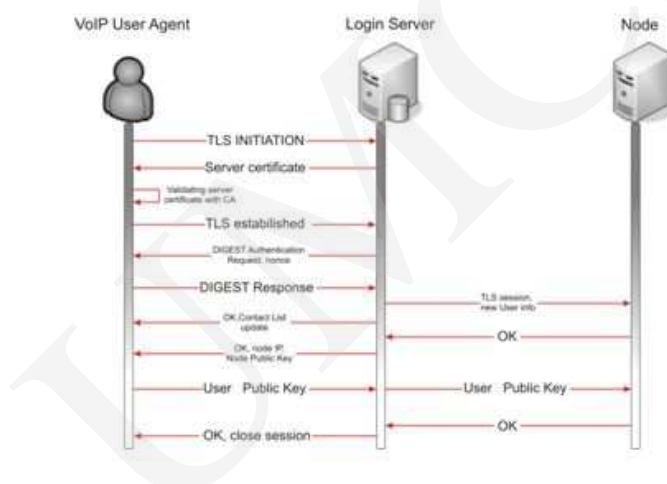 VoIP User Agent
Login Server
Node
TLS INITIATION
Server certificate
Validating server
certificate with CA
TLS estabilished
DIGEST Authentication
Request, nonce
DIGEST Response
TLS session,
new User info
OK,Contact List
update
OK
OK, node IP,
Node Public Key
User Public Key
User Public Key
OK
OK, close session
UMC